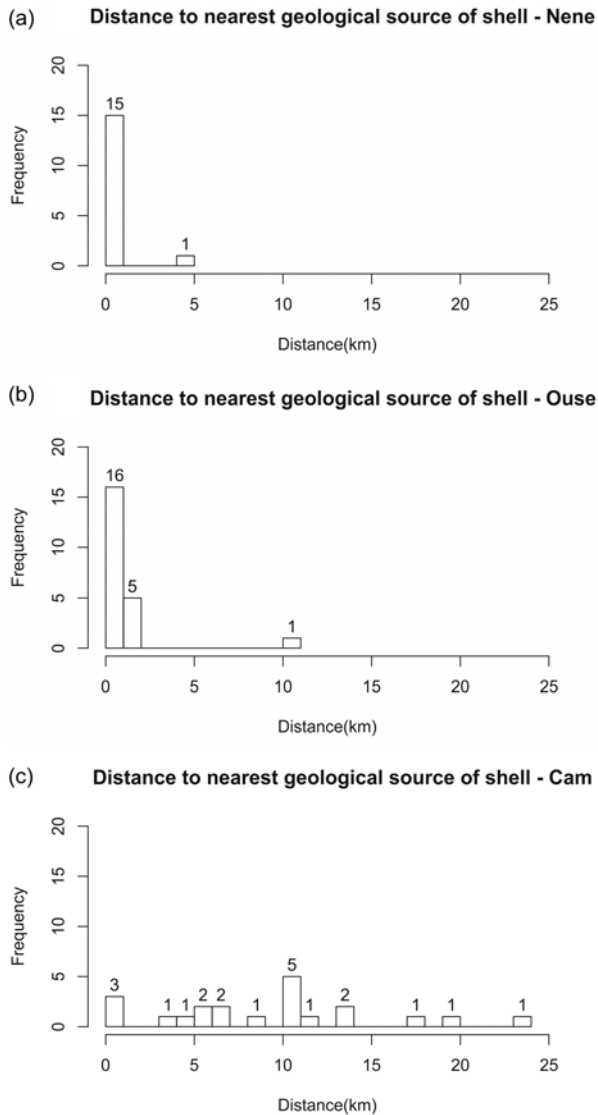 (a) Distance to nearest geological source of shell - Nene
20
15
10
5
0
Frequency
15
1
0 5 10 15 20 25
Distance(km)
(b) Distance to nearest geological source of shell - Ouse
20
15
10
5
0
Frequency
16
5
1
0 5 10 15 20 25
Distance(km)
(c) Distance to nearest geological source of shell - Cam
20
15
10
5
0
Frequency
3 1 1 2 2 1 5 1 2 1 1 1
0 5 10 15 20 25
Distance(km)